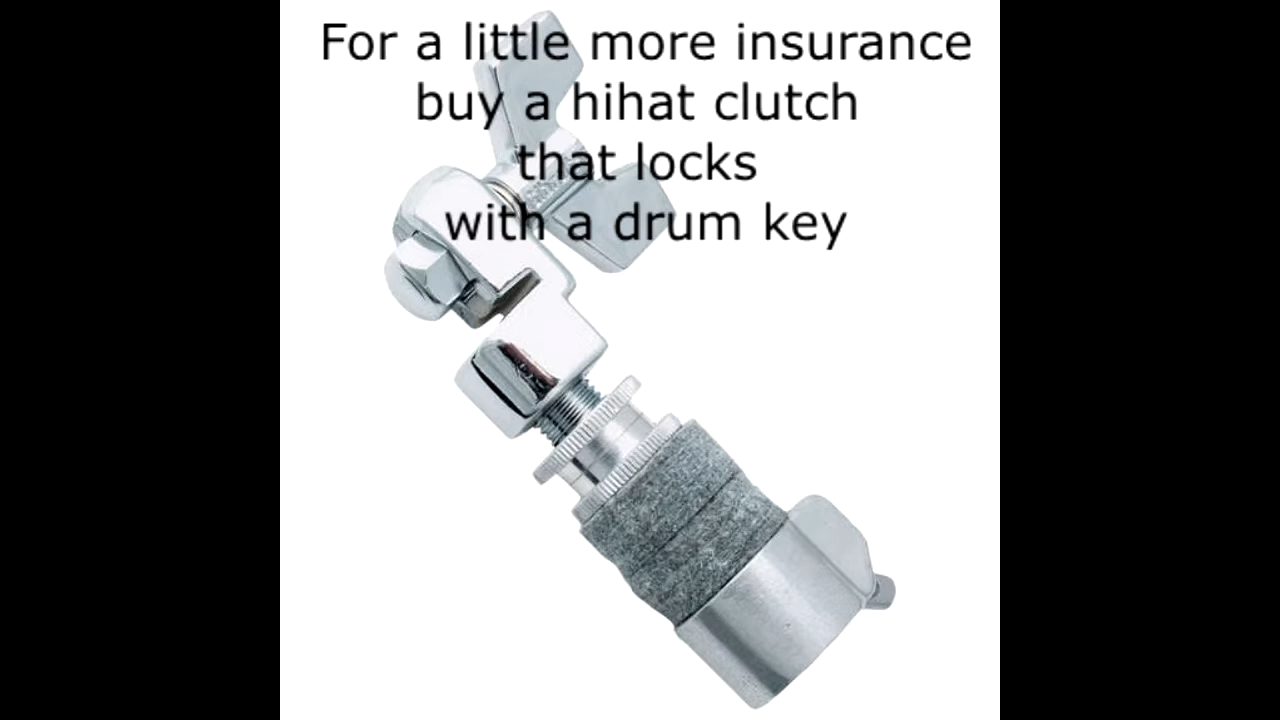 For a little more insurance
buy a hihat clutch
that locks
with a drum key